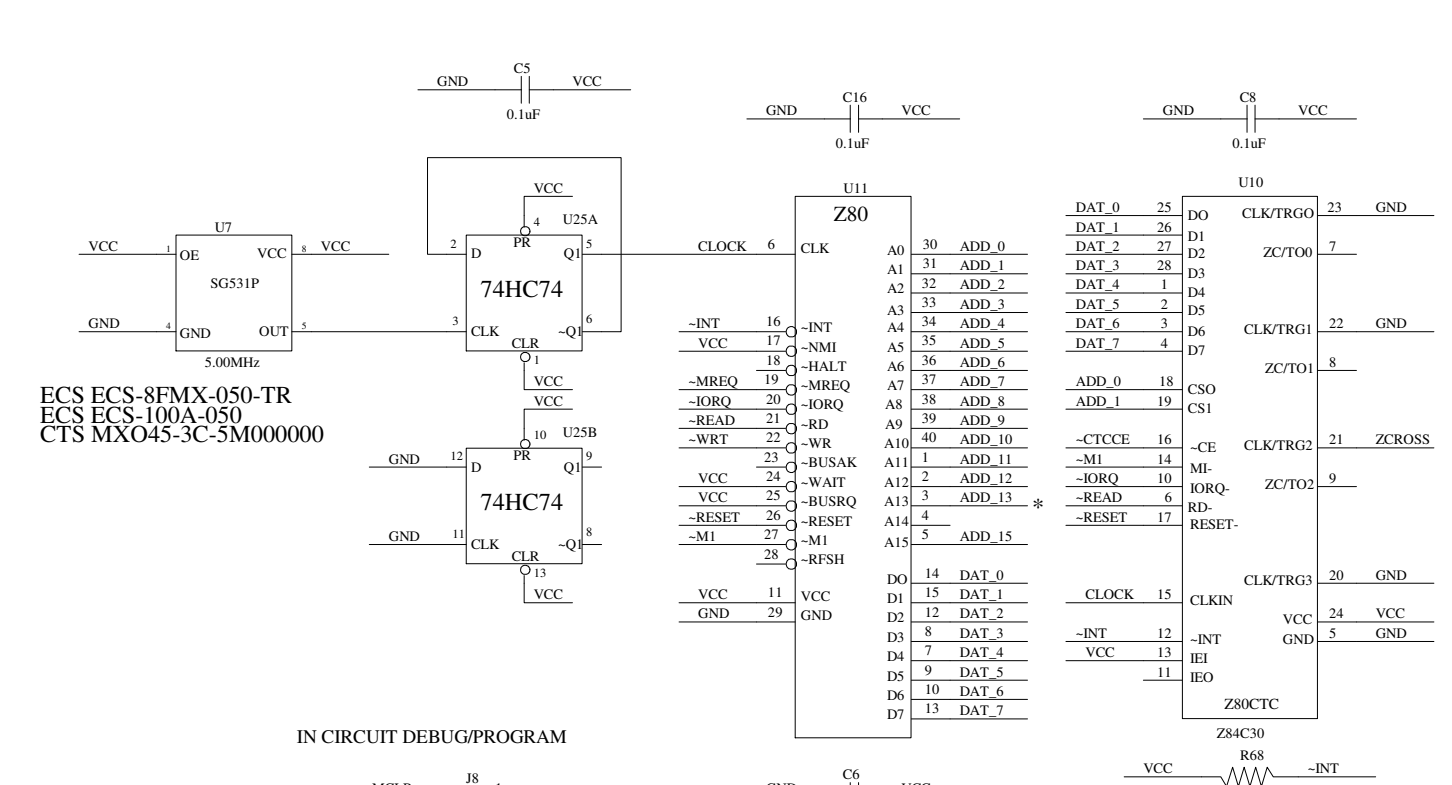 C5
GND VCC
0.1uF
C16
GND VCC
0.1uF
C8
GND VCC
0.1uF
U7
VCC 1 OE VCC 8 VCC
SG531P
GND 4 GND OUT 5
5.00MHz
ECS ECS-8FMX-050-TR
ECS ECS-100A-050
CTS MXO45-3C-5M000000
VCC
4 U25A
PR
2 D Q1 5
74HC74
3 CLK ~Q1 6
CLR
1
VCC
VCC
10 U25B
PR
GND 12 D Q1 9
74HC74
GND 11 CLK ~Q1 8
CLR
13
VCC
U11
Z80
CLOCK 6 CLK
~INT 16 ~INT
VCC 17 ~NMI
18 ~HALT
~MREQ 19 ~MREQ
~IORQ 20 ~IORQ
~READ 21 ~RD
~WRT 22 ~WR
23 ~BUSAK
VCC 24 ~WAIT
VCC 25 ~BUSRQ
~RESET 26 ~RESET
~M1 27 ~M1
28 ~RFSH
VCC 11 VCC
GND 29 GND
A0 30 ADD_0
A1 31 ADD_1
A2 32 ADD_2
A3 33 ADD_3
A4 34 ADD_4
A5 35 ADD_5
A6 36 ADD_6
A7 37 ADD_7
A8 38 ADD_8
A9 39 ADD_9
A10 40 ADD_10
A11 1 ADD_11
A12 2 ADD_12
A13 3 ADD_13 *
A14 4
A15 5 ADD_15
DO 14 DAT_0
D1 15 DAT_1
D2 12 DAT_2
D3 8 DAT_3
D4 7 DAT_4
D5 9 DAT_5
D6 10 DAT_6
D7 13 DAT_7
U10
DAT_0 25 DO
DAT_1 26 D1
DAT_2 27 D2
DAT_3 28 D3
DAT_4 1 D4
DAT_5 2 D5
DAT_6 3 D6
DAT_7 4 D7
ADD_0 18 CSO
ADD_1 19 CS1
~CTCCE 16 ~CE
~M1 14 MI-
~IORQ 10 IORQ-
~READ 6 RD-
~RESET 17 RESET-
CLOCK 15 CLKIN
~INT 12 ~INT
VCC 13 IEI
11 IEO
CLK/TRGO 23 GND
ZC/TO0 7
CLK/TRG1 22 GND
ZC/TO1 8
CLK/TRG2 21 ZCROSS
ZC/TO2 9
CLK/TRG3 20 GND
VCC 24 VCC
GND 5 GND
Z80CTC
Z84C30
R68
VCC ~INT
IN CIRCUIT DEBUG/PROGRAM
J8
C6